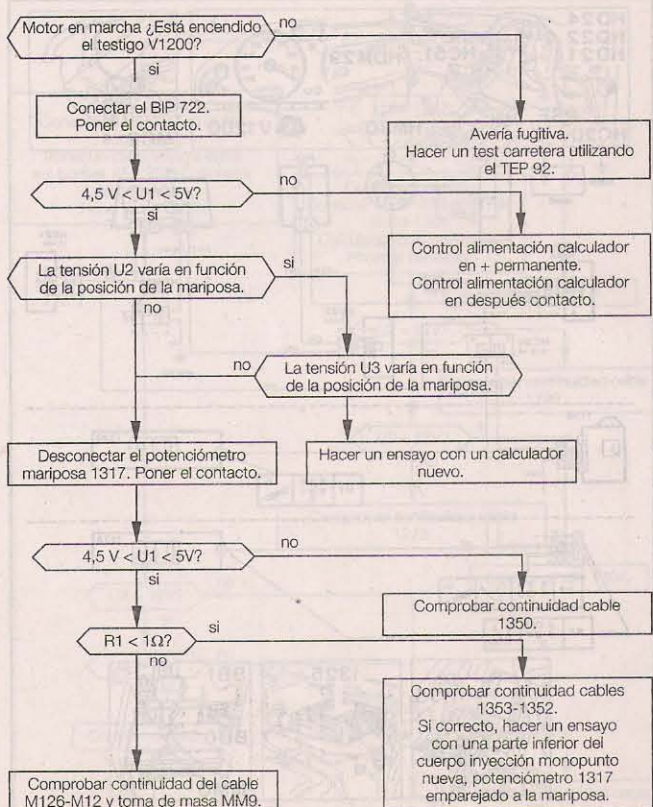 Motor en marcha ¿Está encendido
el testigo V1200?
no
si
Conectar el BIP 722.
Poner el contacto.
Avería fugitiva.
Hacer un test carretera utilizando
el TEP 92.
4,5 V < U1 < 5V?
no
si
Control alimentación calculador
en + permanente.
Control alimentación calculador
en después contacto.
La tensión U2 varía en función
de la posición de la mariposa.
si
no
La tensión U3 varía en función
de la posición de la mariposa.
no
Desconectar el potenciómetro
mariposa 1317. Poner el contacto.
Hacer un ensayo con un calculador
nuevo.
4,5 V < U1 < 5V?
no
si
Comprobar continuidad cable
1350.
R1 < 1Ω?
si
no
Comprobar continuidad cables
1353-1352.
Si correcto, hacer un ensayo
con una parte inferior del
cuerpo inyección monopunto
nueva, potenciómetro 1317
emparejado a la mariposa.
Comprobar continuidad del cable
M126-M12 y toma de masa MM9.